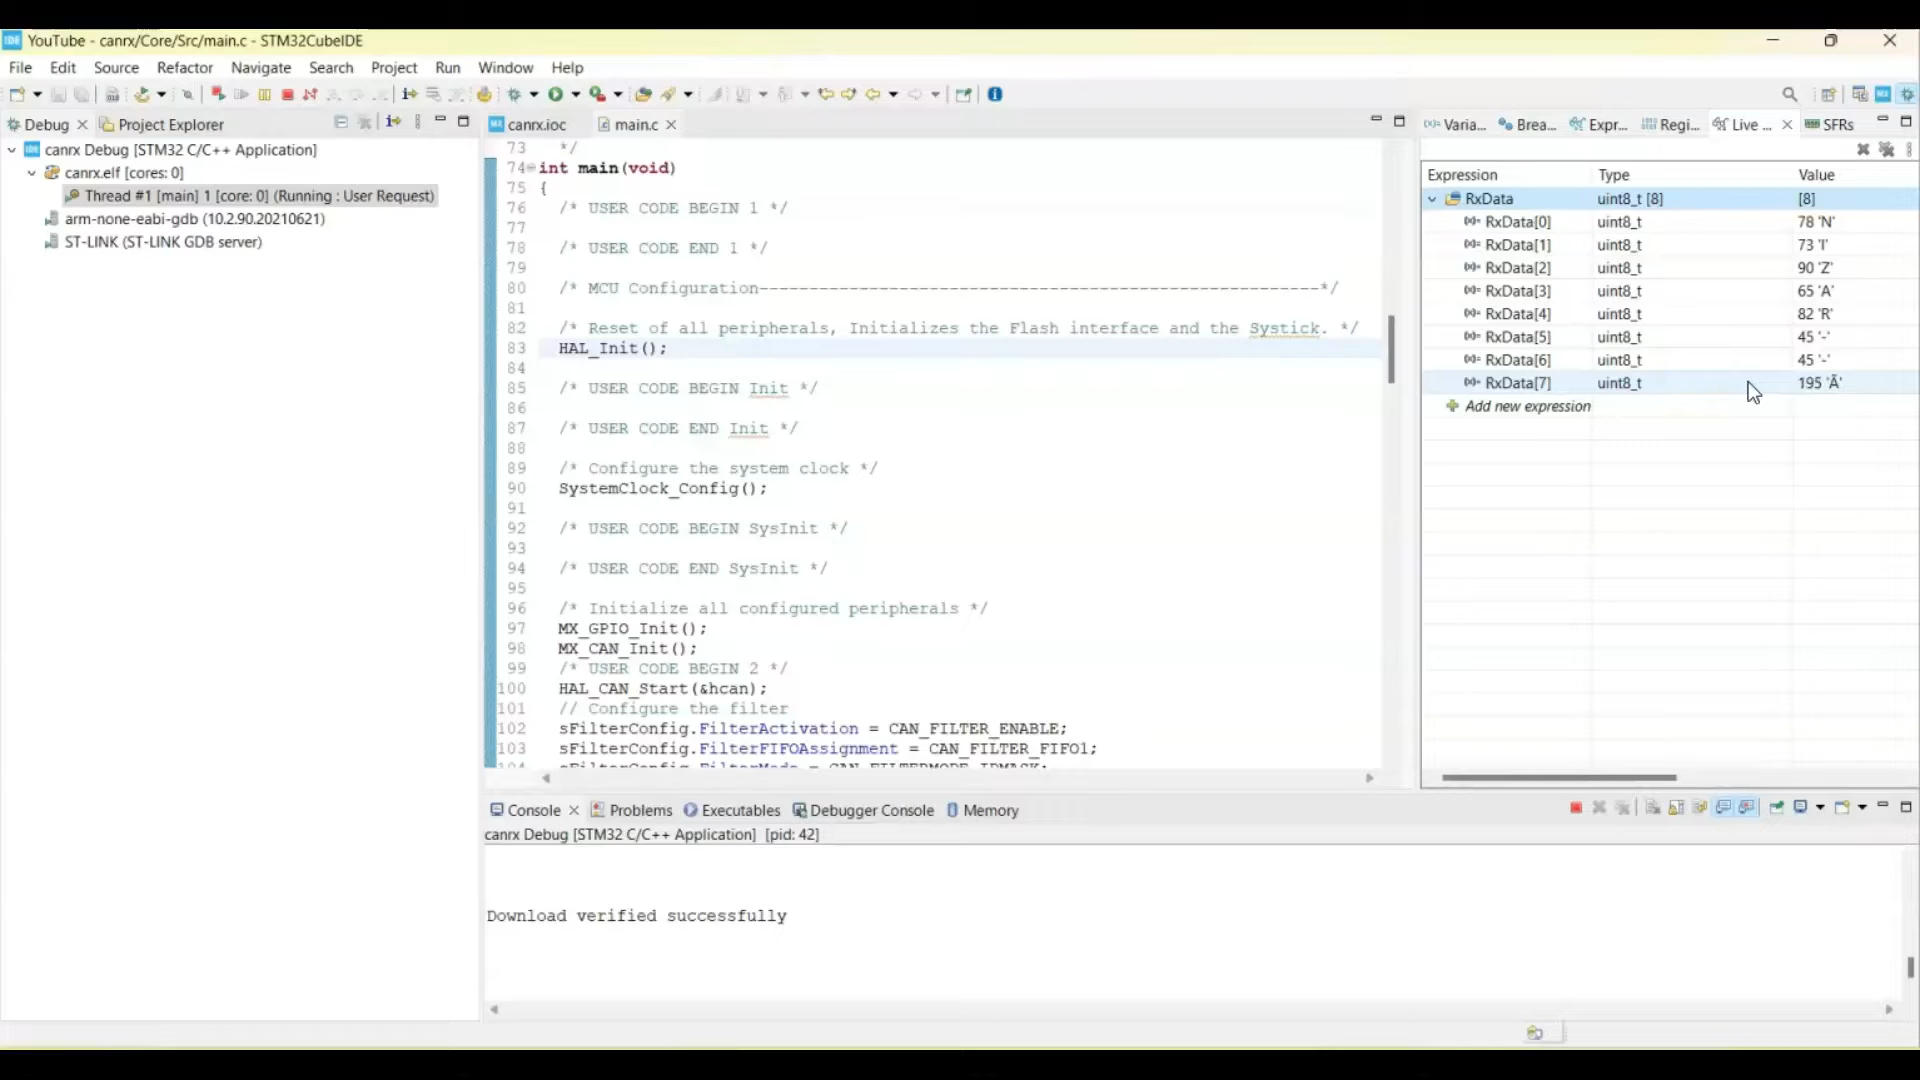 YouTube - canrx/Core/Src/main.c - STM32CubeIDE
File Edit Source Refactor Navigate Search Project Run Window Help
Debug Project Explorer
canrx Debug [STM32 C/C++ Application]
canrx.elf [cores: 0]
Thread #1 [main] 1 [core: 0] (Running : User Request)
arm-none-eabi-gdb (10.2.90.20210621)
ST-LINK (ST-LINK GDB server)
canrx.ioc main.c
73 */
74 int main(void)
75 {
76 /* USER CODE BEGIN 1 */
77
78 /* USER CODE END 1 */
79
80 /* MCU Configuration--------------------------------------------------------*/
81
82 /* Reset of all peripherals, Initializes the Flash interface and the Systick. */
83 HAL_Init();
84
85 /* USER CODE BEGIN Init */
86
87 /* USER CODE END Init */
88
89 /* Configure the system clock */
90 SystemClock_Config();
91
92 /* USER CODE BEGIN SysInit */
93
94 /* USER CODE END SysInit */
95
96 /* Initialize all configured peripherals */
97 MX_GPIO_Init();
98 MX_CAN_Init();
99 /* USER CODE BEGIN 2 */
100 HAL_CAN_Start(&hcan);
101 // Configure the filter
102 sFilterConfig.FilterActivation = CAN_FILTER_ENABLE;
103 sFilterConfig.FilterFIFOAssignment = CAN_FILTER_FIFO1;
104 sFilterConfig.FilterMode = CAN_FILTERMODE_IDMASK;
Varia... Brea... Expr... Regi... Live ... SFRs
Expression Type Value
RxData uint8_t [8] [8]
RxData[0] uint8_t 78 'N'
RxData[1] uint8_t 73 'I'
RxData[2] uint8_t 90 'Z'
RxData[3] uint8_t 65 'A'
RxData[4] uint8_t 82 'R'
RxData[5] uint8_t 45 '-'
RxData[6] uint8_t 45 '-'
RxData[7] uint8_t 195 'Ã'
Add new expression
Console Problems Executables Debugger Console Memory
canrx Debug [STM32 C/C++ Application] [pid: 42]
Download verified successfully